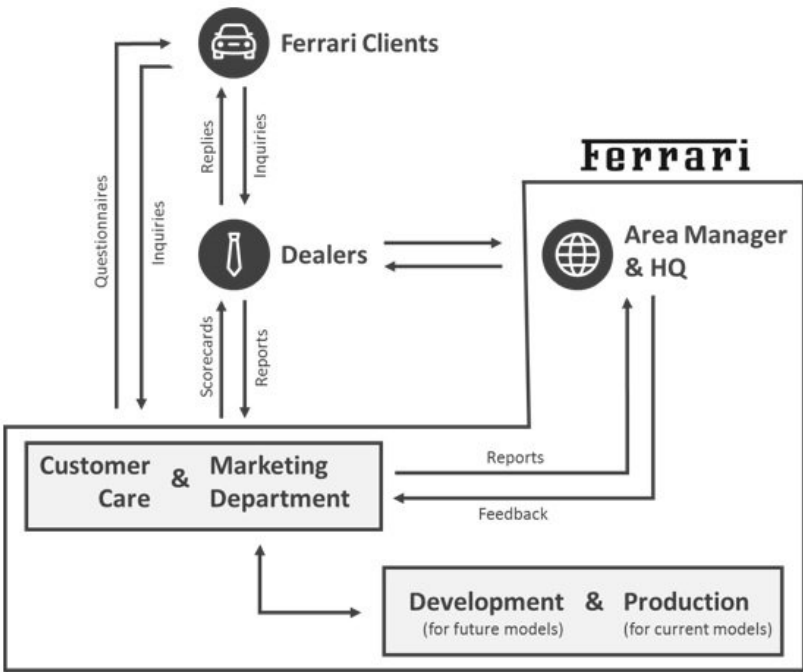 Ferrari Clients
Questionnaires
Inquiries
Replies
Inquiries
Ferrari
Dealers
Area Manager
& HQ
Scorecards
Reports
Customer & Marketing
Care Department
Reports
Feedback
Development & Production
(for future models) (for current models)